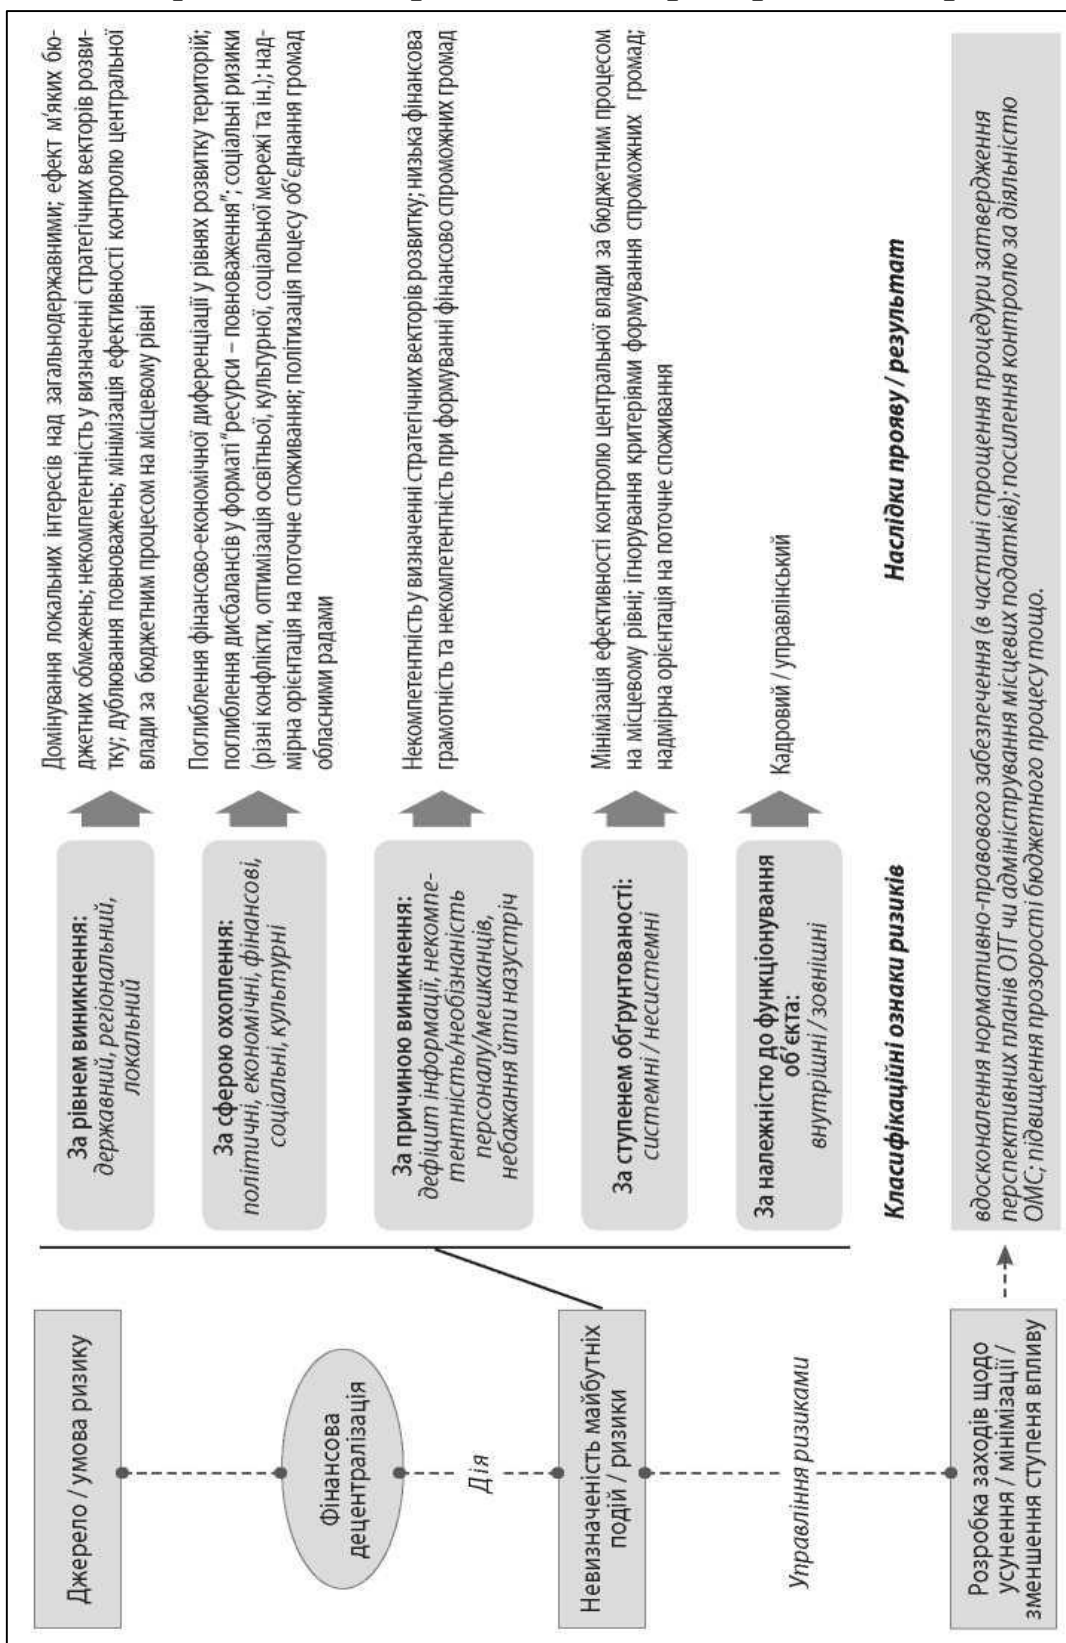 Джерело / умова ризику
Фінансова
децентралізація
Дія
Невизначеність майбутніх
подій / ризики
Управління ризиками
Розробка заходів щодо
усунення / мінімізації /
зменшення ступеня впливу
За рівнем виникнення:
державний, регіональний,
локальний
Домінування локальних інтересів над загальнодержавними; ефект м'яких бю-
джетних обмежень; некомпетентність у визначенні стратегічних векторів розви-
тку; дублювання повноважень; мінімізація ефективності контролю центральної
влади за бюджетним процесом на місцевому рівні
За сферою охоплення:
політичні, економічні, фінансові,
соціальні, культурні
Поглиблення фінансово-економічної диференціації у рівнях розвитку територій;
поглиблення дисбалансів у форматі "ресурси – повноваження"; соціальні ризики
(різні конфлікти, оптимізація освітньої, культурної, соціальної мережі та ін.); над-
мірна орієнтація на поточне споживання; політизація поцесу об'єднання громад
обласними радами
За причиною виникнення:
дефіцит інформації, некомпе-
тентність/необізнаність
персоналу/мешканців,
небажання йти назустріч
Некомпетентність у визначенні стратегічних векторів розвитку; низька фінансова
грамотність та некомпетентність при формуванні фінансово спроможних громад
За ступенем обґрунтованості:
системні / несистемні
Мінімізація ефективності контролю центральної влади за бюджетним процесом
на місцевому рівні; ігнорування критеріями формування спроможних громад;
надмірна орієнтація на поточне споживання
За належністю до функціонування
об'єкта:
внутрішні / зовнішні
Кадровий / управлінський
Класифікаційні ознаки ризиків
Наслідки прояву / результат
вдосконалення нормативно-правового забезпечення (в частині спрощення процедури затвердження
перспективних планів ОТГ чи адміністрування місцевих податків); посилення контролю за діяльністю
ОМС; підвищення прозорості бюджетного процесу тощо.